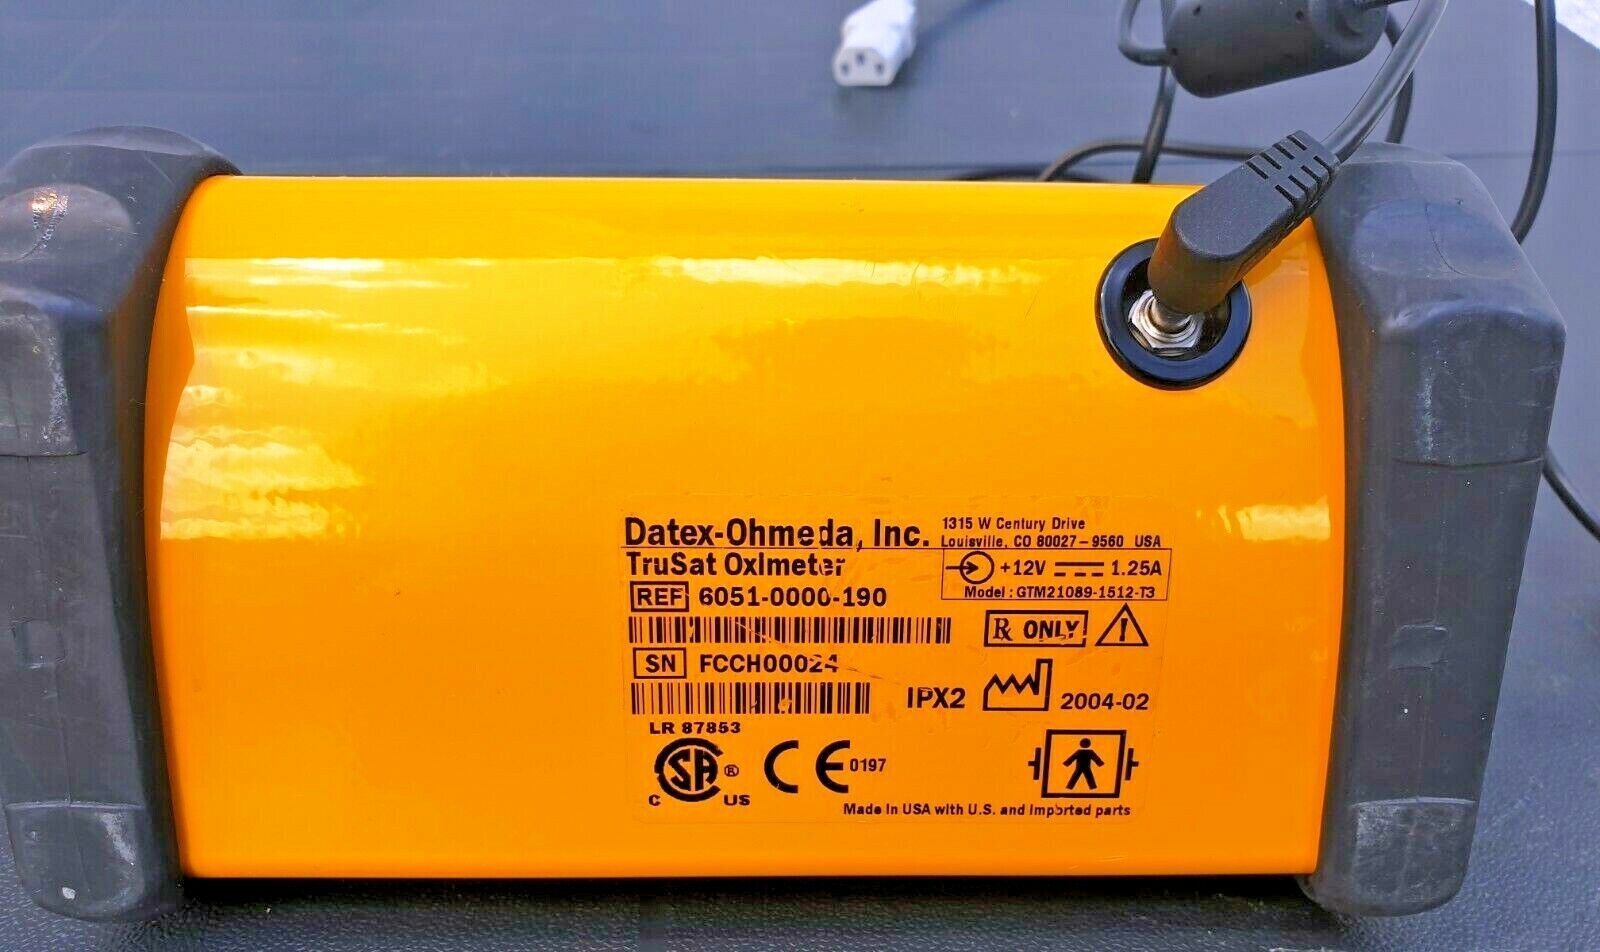 Datex-Ohmeda, Inc.
1315 W Century Drive
Louisville, CO 80027-9560 USA
TruSat Oximeter
+12V 1.25A
Model : GTM21089-1512-T3
REF 6051-0000-190
℞ ONLY
SN FCCH00024
IPX2
2004-02
LR 87853
CSA ®
C US
CE 0197
Made in USA with U.S. and imported parts